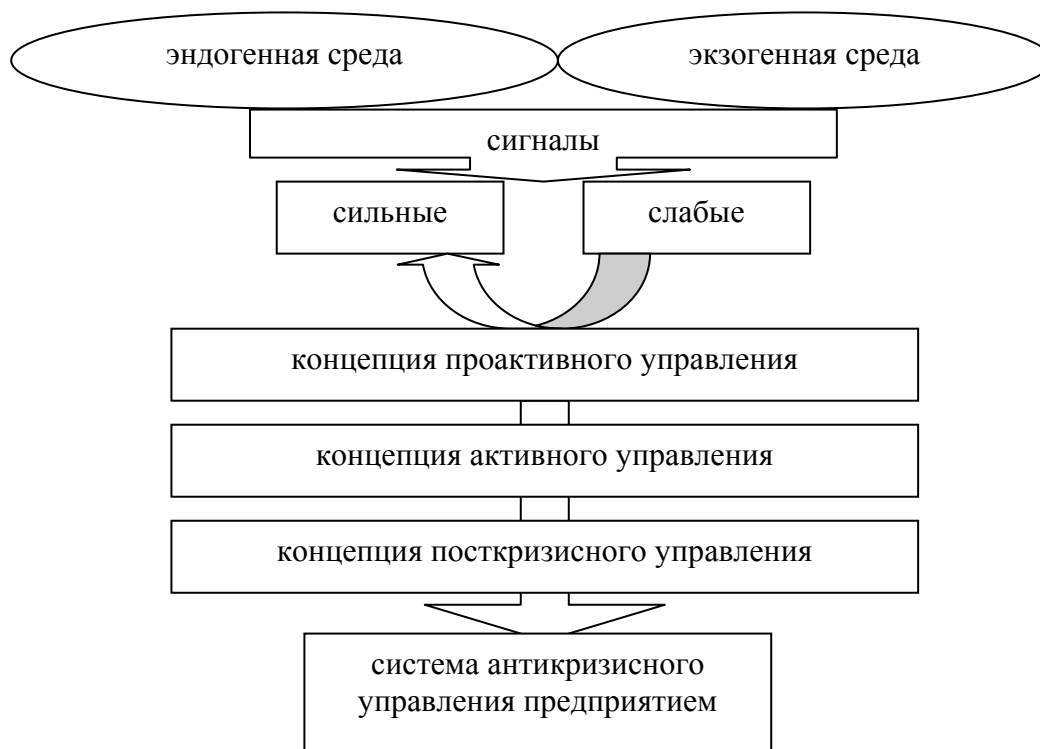 эндогенная среда
экзогенная среда
сигналы
сильные
слабые
концепция проактивного управления
концепция активного управления
концепция посткризисного управления
система антикризисного
управления предприятием